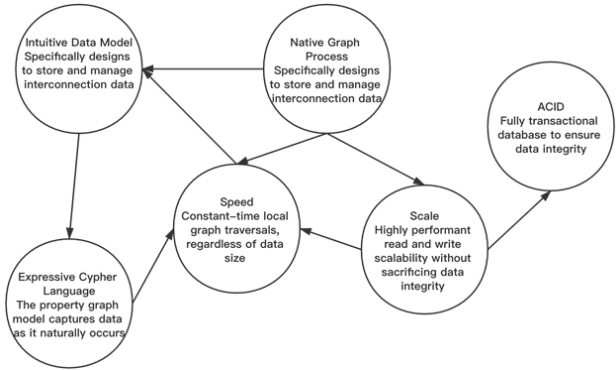 Intuitive Data Model
Specifically designs
to store and manage
interconnection data
Native Graph
Process
Specifically designs
to store and manage
interconnection data
ACID
Fully transactional
database to ensure
data integrity
Speed
Constant-time local
graph traversals,
regardless of data
size
Scale
Highly performant
read and write
scalability without
sacrificing data
integrity
Expressive Cypher
Language
The property graph
model captures data
as it naturally occurs